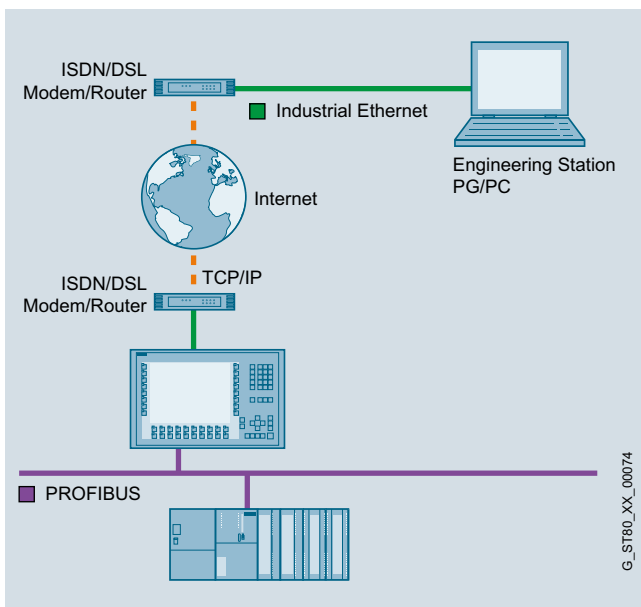 ISDN/DSL
Modem/Router
Industrial Ethernet
Engineering Station
PG/PC
Internet
TCP/IP
ISDN/DSL
Modem/Router
PROFIBUS
G_ST80_XX_00074